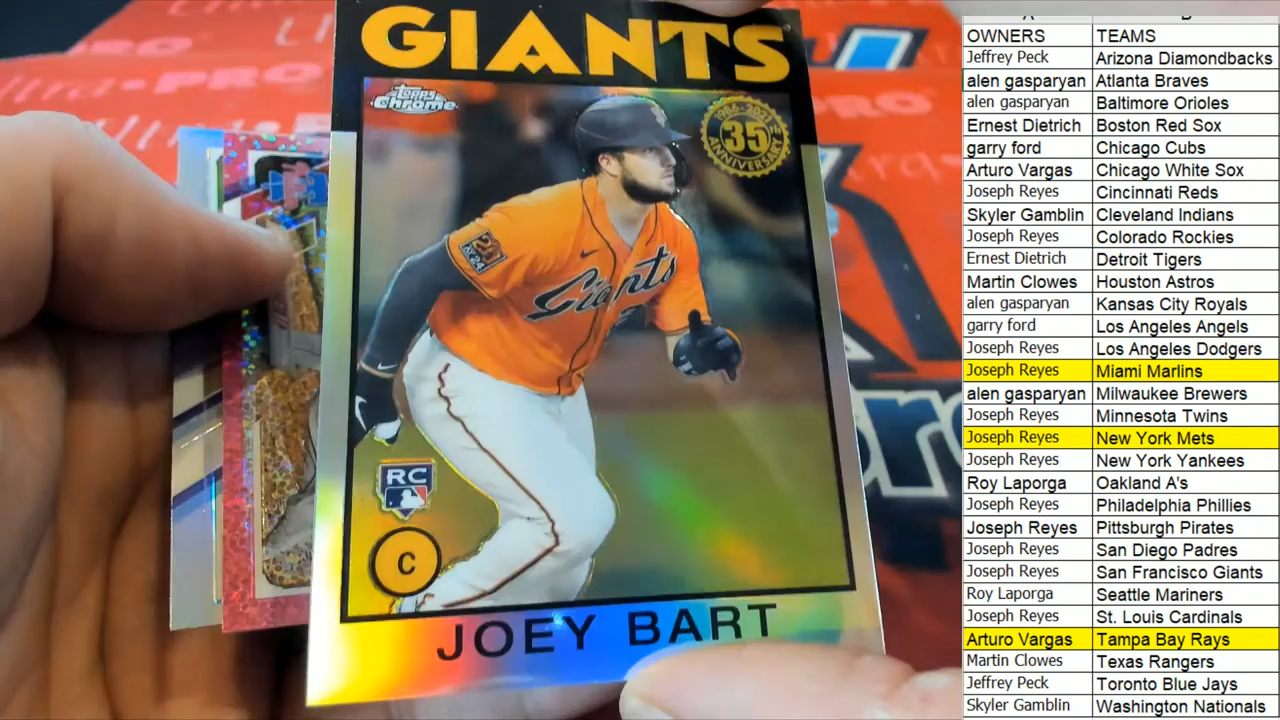 GIANTS
Topps
Chrome
1986-2021
35TH
ANNIVERSARY
20
AT 24
Giants
RC
C
JOEY BART
PRO
OWNERS TEAMS
Jeffrey Peck Arizona Diamondbacks
alen gasparyan Atlanta Braves
alen gasparyan Baltimore Orioles
Ernest Dietrich Boston Red Sox
garry ford Chicago Cubs
Arturo Vargas Chicago White Sox
Joseph Reyes Cincinnati Reds
Skyler Gamblin Cleveland Indians
Joseph Reyes Colorado Rockies
Ernest Dietrich Detroit Tigers
Martin Clowes Houston Astros
alen gasparyan Kansas City Royals
garry ford Los Angeles Angels
Joseph Reyes Los Angeles Dodgers
Joseph Reyes Miami Marlins
alen gasparyan Milwaukee Brewers
Joseph Reyes Minnesota Twins
Joseph Reyes New York Mets
Joseph Reyes New York Yankees
Roy Laporga Oakland A's
Joseph Reyes Philadelphia Phillies
Joseph Reyes Pittsburgh Pirates
Joseph Reyes San Diego Padres
Joseph Reyes San Francisco Giants
Roy Laporga Seattle Mariners
Joseph Reyes St. Louis Cardinals
Arturo Vargas Tampa Bay Rays
Martin Clowes Texas Rangers
Jeffrey Peck Toronto Blue Jays
Skyler Gamblin Washington Nationals